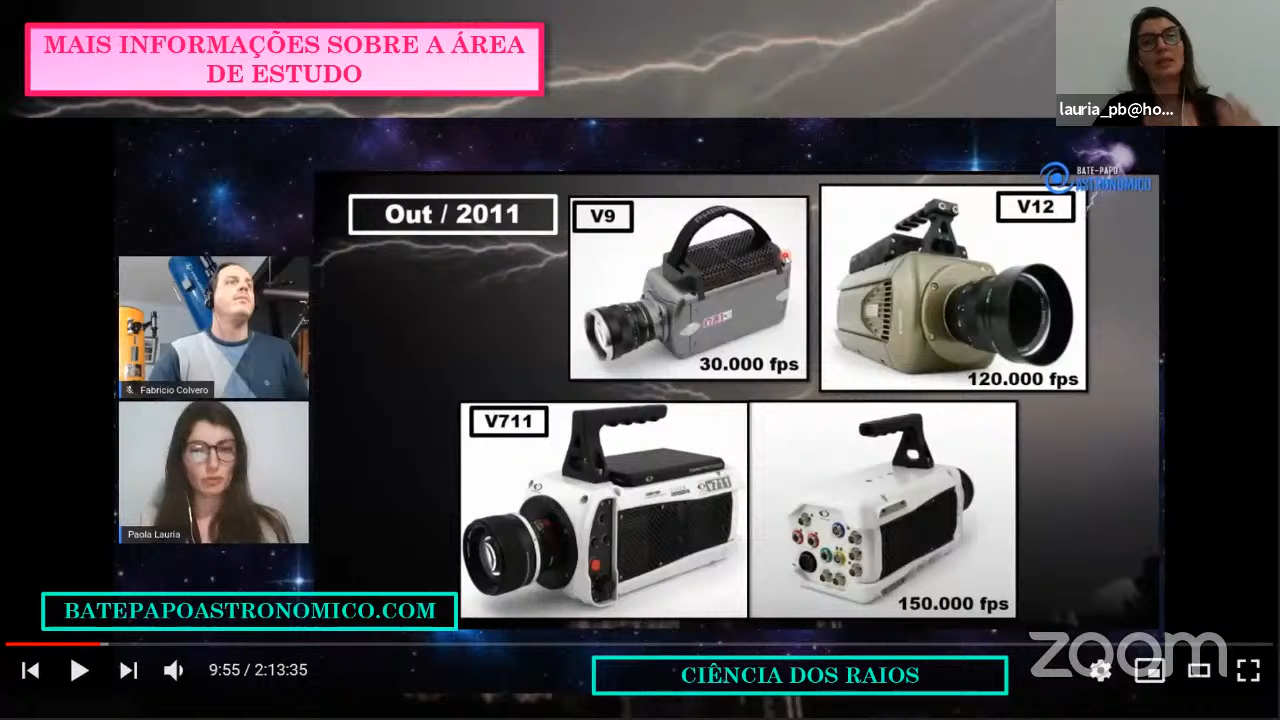 MAIS INFORMAÇÕES SOBRE A ÁREA
DE ESTUDO
lauria_pb@ho...
BATE-PAPO
ASTRONÔMICO
Out / 2011
V9
V12
30.000 fps
120.000 fps
Fabricio Colvero
V711
v711
Paola Lauria
150.000 fps
BATEPAPOASTRONOMICO.COM
zoom
9:55 / 2:13:35
CIÊNCIA DOS RAIOS